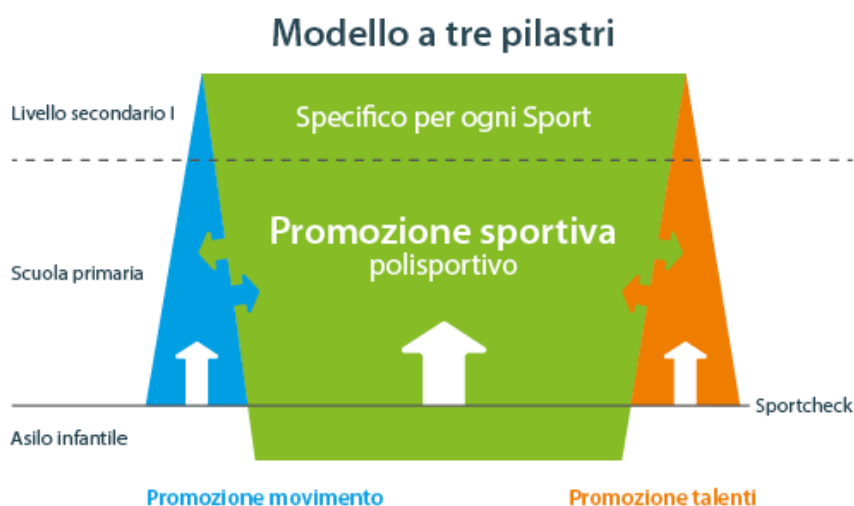 Modello a tre pilastri
Livello secondario I
Specifico per ogni Sport
Promozione sportiva
polisportivo
Scuola primaria
Sportcheck
Asilo infantile
Promozione movimento
Promozione talenti